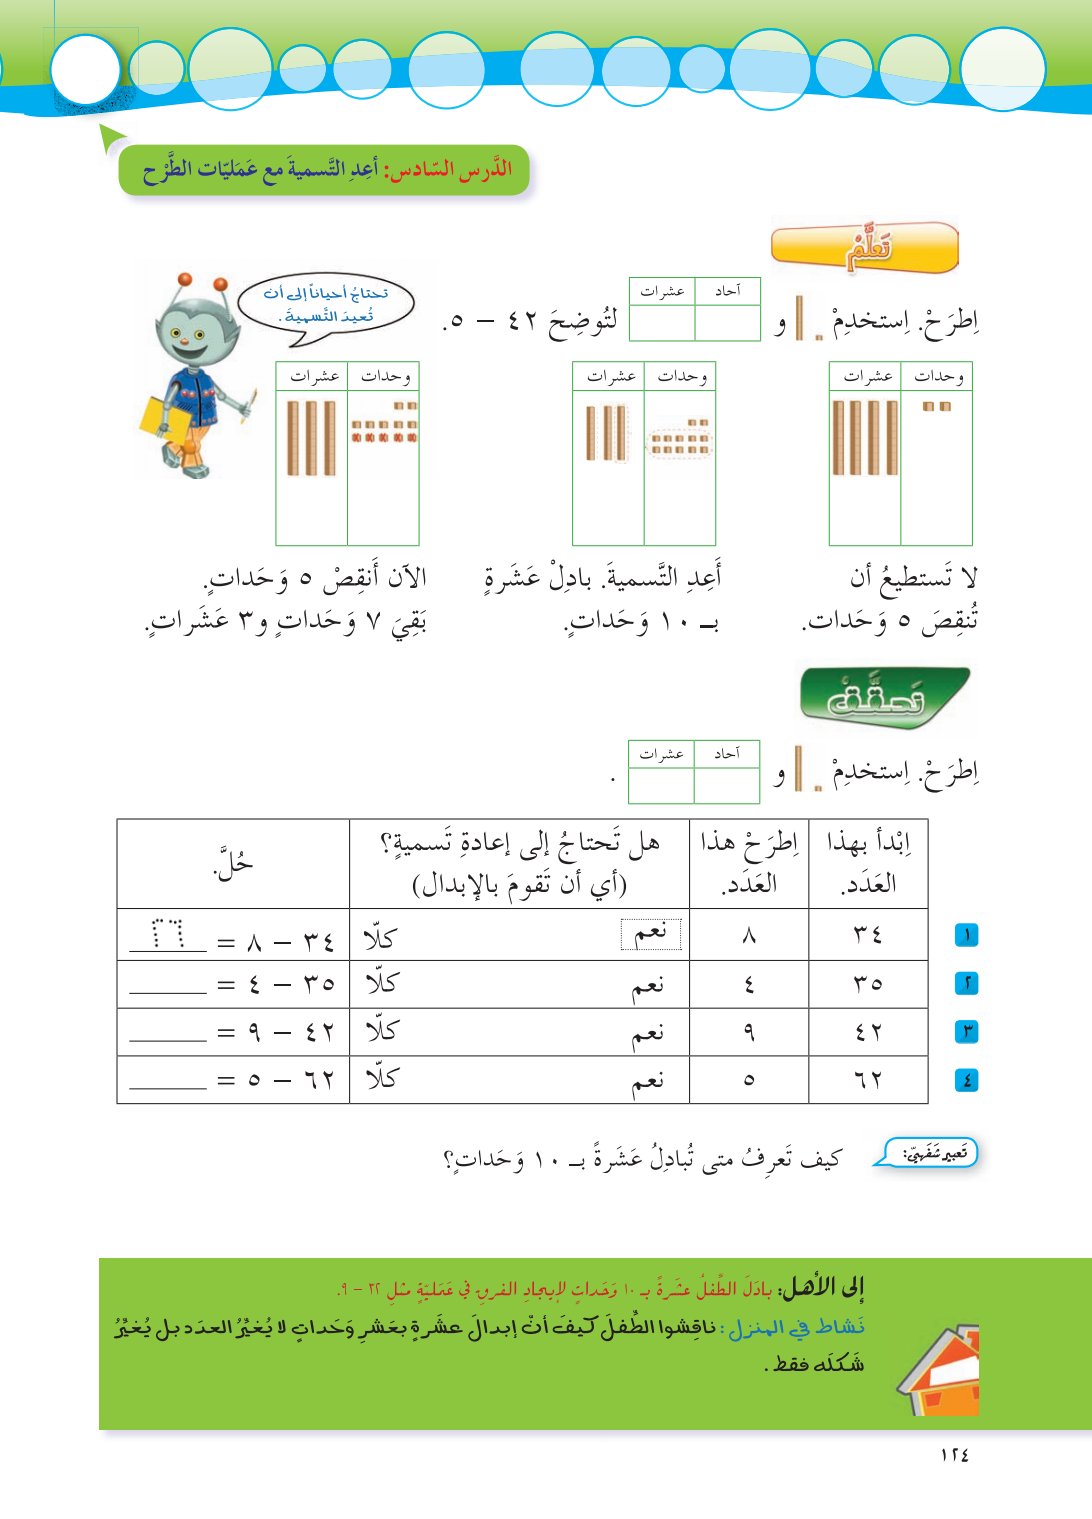 الدَّرس السّادس: أعِدِ التَّسميةَ مع عَمَليّات الطَّرْح
تَعلَّمْ
تحتاجُ أحياناً إلى أن
تُعيدَ التَّسميةَ.
اِطرَحْ. اِستخدِمْ و
آحاد عشرات
لتُوضِحَ ٤٢ – ٥.
وحدات عشرات
وحدات عشرات
وحدات عشرات
لا تَستطيعُ أن
تُنقِصَ ٥ وَحَدات.
أَعِدِ التَّسميةَ. بادِلْ عَشَرةٍ
بـ ١٠ وَحَداتٍ.
الآن أَنقِصْ ٥ وَحَداتٍ.
بَقِيَ ٧ وَحَداتٍ و٣ عَشَراتٍ.
تَحقَّقْ
اِطرَحْ. اِستخدِمْ و
آحاد عشرات
.
اِبْدأ بهذا العَدَد. اِطرَحْ هذا العَدَد. هل تَحتاجُ إلى إعادةِ تَسميةٍ؟ (أي أن تَقومَ بالإبدال) حُلَّ.
١ ٣٤ ٨ نعم كلّا ٣٤ – ٨ = ٢٦
٢ ٣٥ ٤ نعم كلّا ٣٥ – ٤ = ______
٣ ٤٢ ٩ نعم كلّا ٤٢ – ٩ = ______
٤ ٦٢ ٥ نعم كلّا ٦٢ – ٥ = ______
تَعبير شَفَهيّ: كيف تَعرِفُ متى تُبادِلُ عَشَرةً بـ ١٠ وَحَداتٍ؟
إلى الأهل: بادَلَ الطِّفلُ عشَرةً بـ ١٠ وَحَداتٍ لإيجادِ الفرقِ في عَمَليّةٍ مثلِ ٢٢ – ٩.
نَشاط في المنزل: ناقِشوا الطِّفلَ كيفَ أنْ إبدالَ عشَرةٍ بعَشرِ وَحَداتٍ لا يُغيِّرُ العدَد بل يُغيِّرُ
شَكلَه فقط.
١٢٤